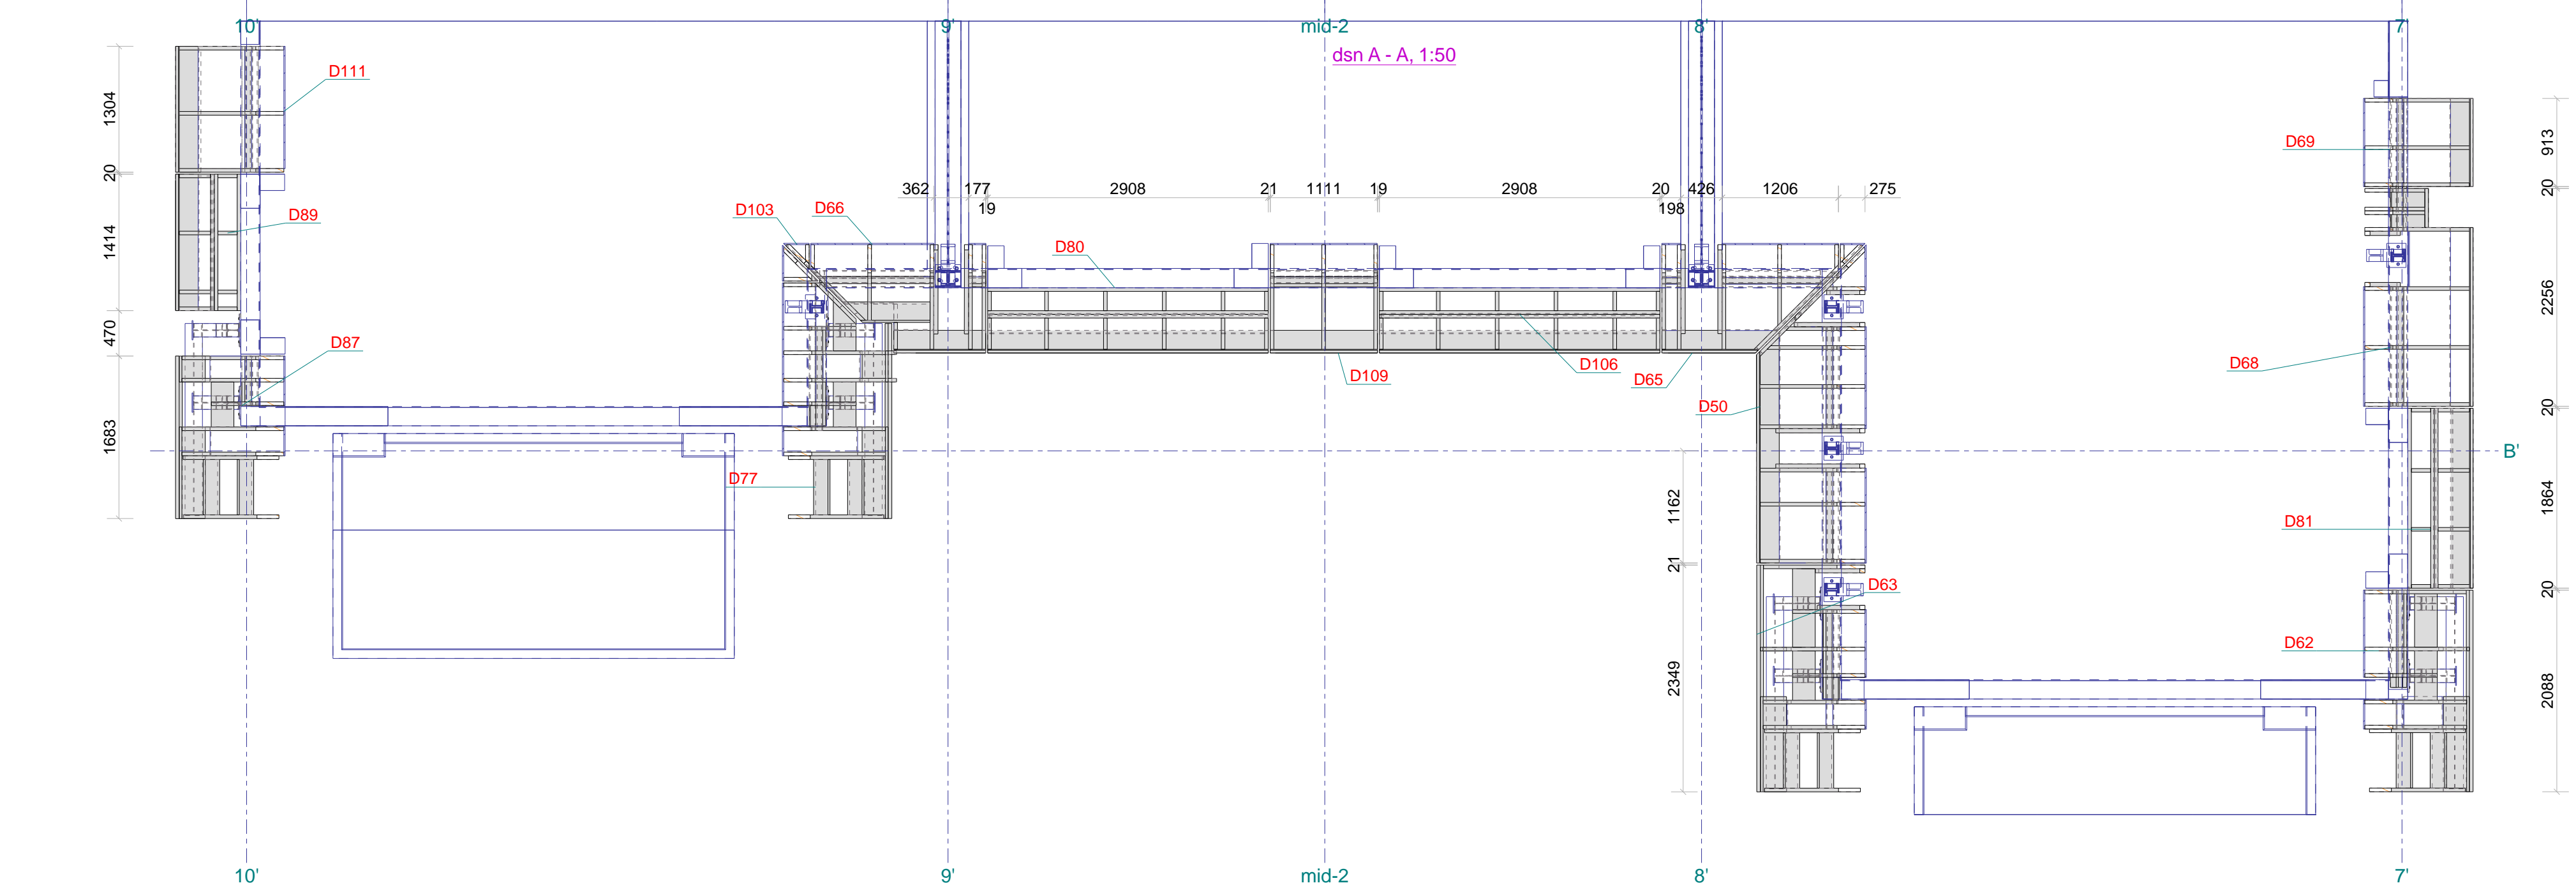 10'
9'
mid-2
8'
7'
dsn A - A, 1:50
D111
D69
1304
913
20
20
362
177
2908
21
1111
19
2908
20
426
1206
275
19
198
D103
D66
D89
D80
1414
2256
470
D87
D109
D106
D65
D68
D50
20
1683
B'
D77
1162
1864
D81
21
20
D63
D62
2349
2088
10'
9'
mid-2
8'
7'